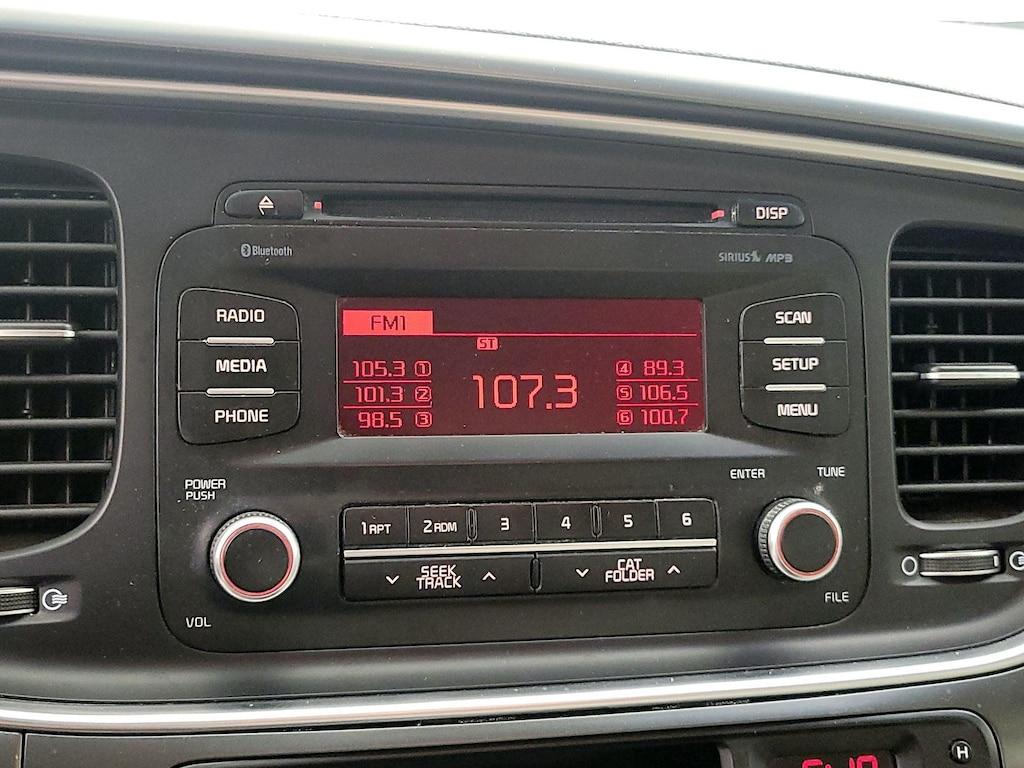 DISP
Bluetooth
SIRIUS MP3
RADIO
MEDIA
PHONE
FM1
ST
105.3 1
101.3 2
98.5 3
107.3
4 89.3
5 106.5
6 100.7
SCAN
SETUP
MENU
POWER
PUSH
VOL
1 RPT
2 RDM
3
4
5
6
SEEK
TRACK
CAT
FOLDER
ENTER
TUNE
FILE
H